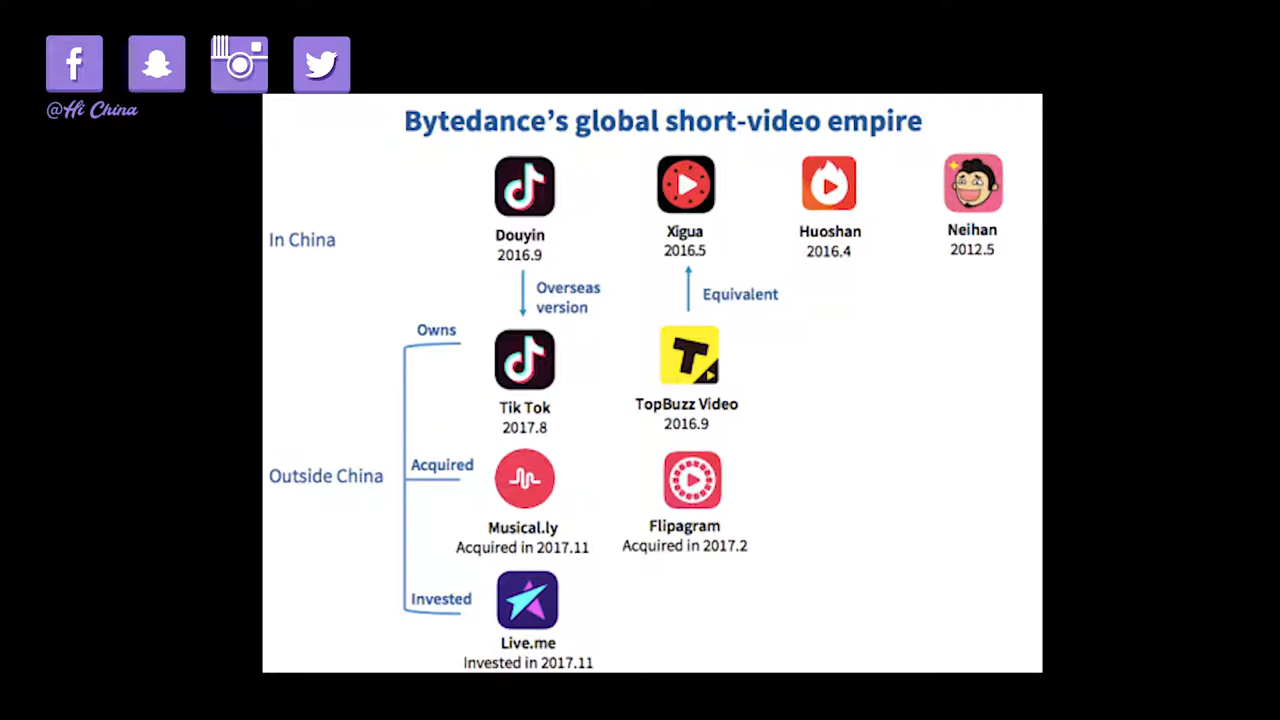 @Hi China
Bytedance's global short-video empire
In China
Douyin
2016.9
Xigua
2016.5
Huoshan
2016.4
Neihan
2012.5
Overseas
version
Equivalent
Outside China
Owns
Tik Tok
2017.8
T
TopBuzz Video
2016.9
Acquired
Musical.ly
Acquired in 2017.11
Flipagram
Acquired in 2017.2
Invested
Live.me
Invested in 2017.11